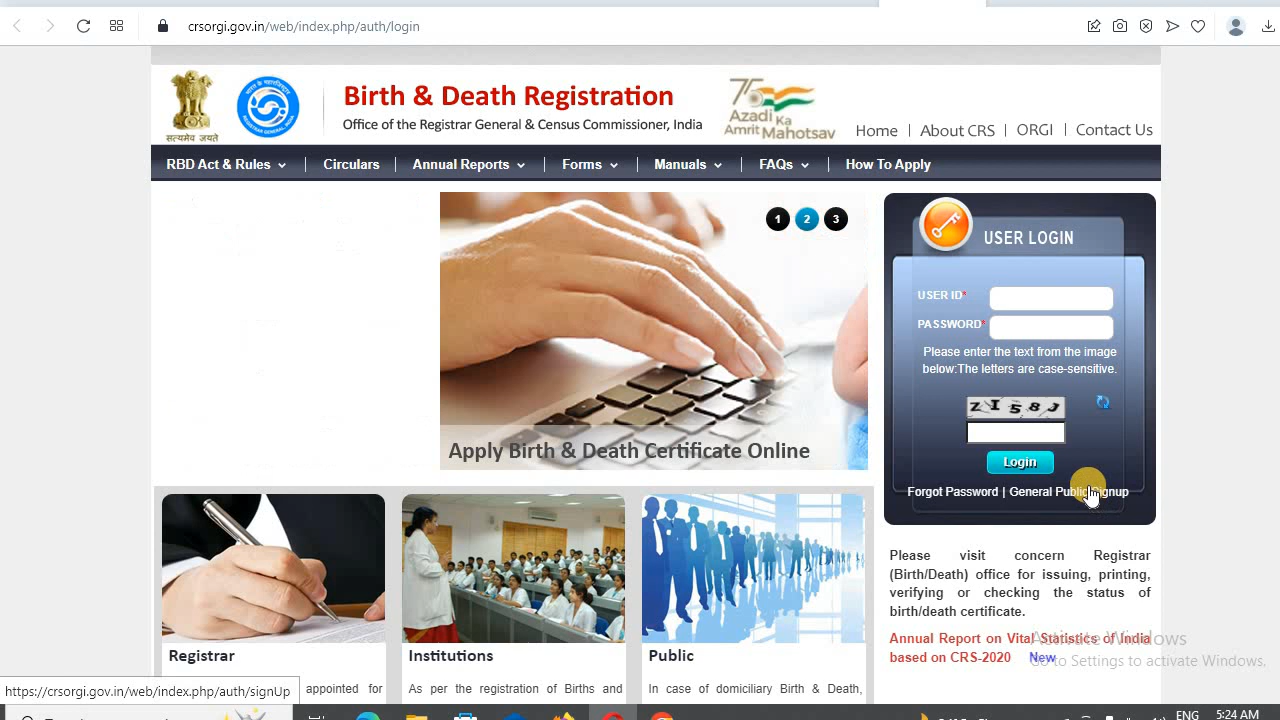 crsorgi.gov.in/web/index.php/auth/login
सत्यमेव जयते
Birth & Death Registration
Office of the Registrar General & Census Commissioner, India
75
Azadi Ka
Amrit Mahotsav
Home | About CRS | ORGI | Contact Us
RBD Act & Rules | Circulars | Annual Reports | Forms | Manuals | FAQs | How To Apply
1 2 3
Apply Birth & Death Certificate Online
USER LOGIN
USER ID*
PASSWORD*
Please enter the text from the image
below:The letters are case-sensitive.
Z I 5 8 J
Login
Forgot Password | General Public Signup
Please visit concern Registrar
(Birth/Death) office for issuing, printing,
verifying or checking the status of
birth/death certificate.
Annual Report on Vital Statistics of India
based on CRS-2020 New
Activate Windows
Go to Settings to activate Windows.
Registrar
Institutions
Public
appointed for
As per the registration of Births and
In case of domiciliary Birth & Death,
https://crsorgi.gov.in/web/index.php/auth/signUp
ENG
5:24 AM